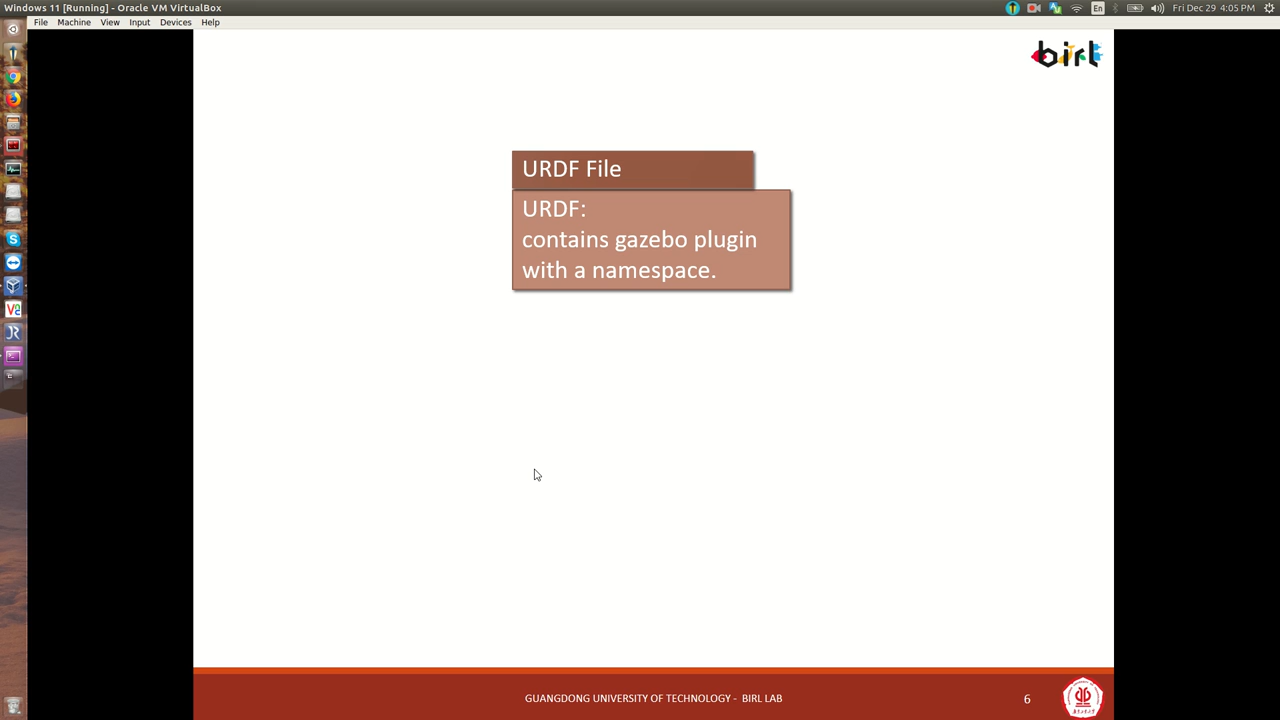 Windows 11 [Running] - Oracle VM VirtualBox
En
Fri Dec 29 4:05 PM
File Machine View Input Devices Help
birl
URDF File
URDF:
contains gazebo plugin
with a namespace.
GUANGDONG UNIVERSITY OF TECHNOLOGY - BIRL LAB
6